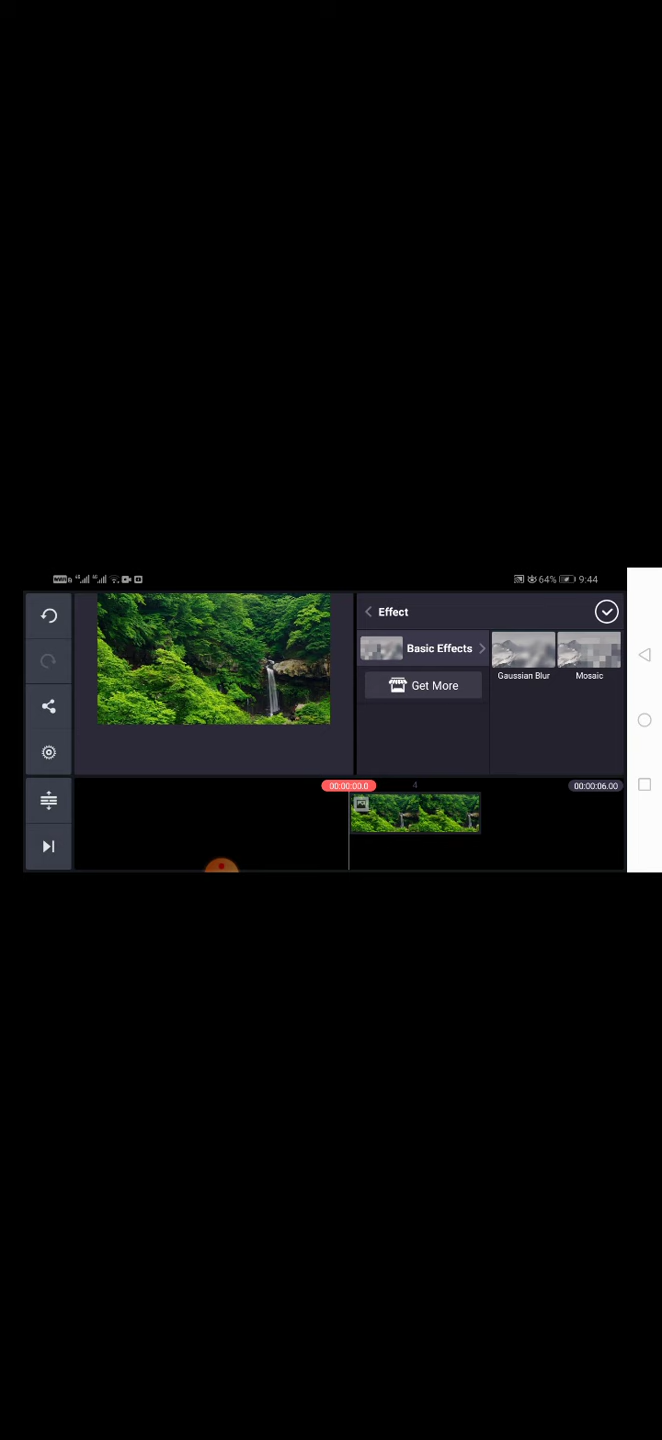 64% 9:44
Effect
Basic Effects
Get More
Gaussian Blur
Mosaic
00:00:00.0
4
00:00:06.00